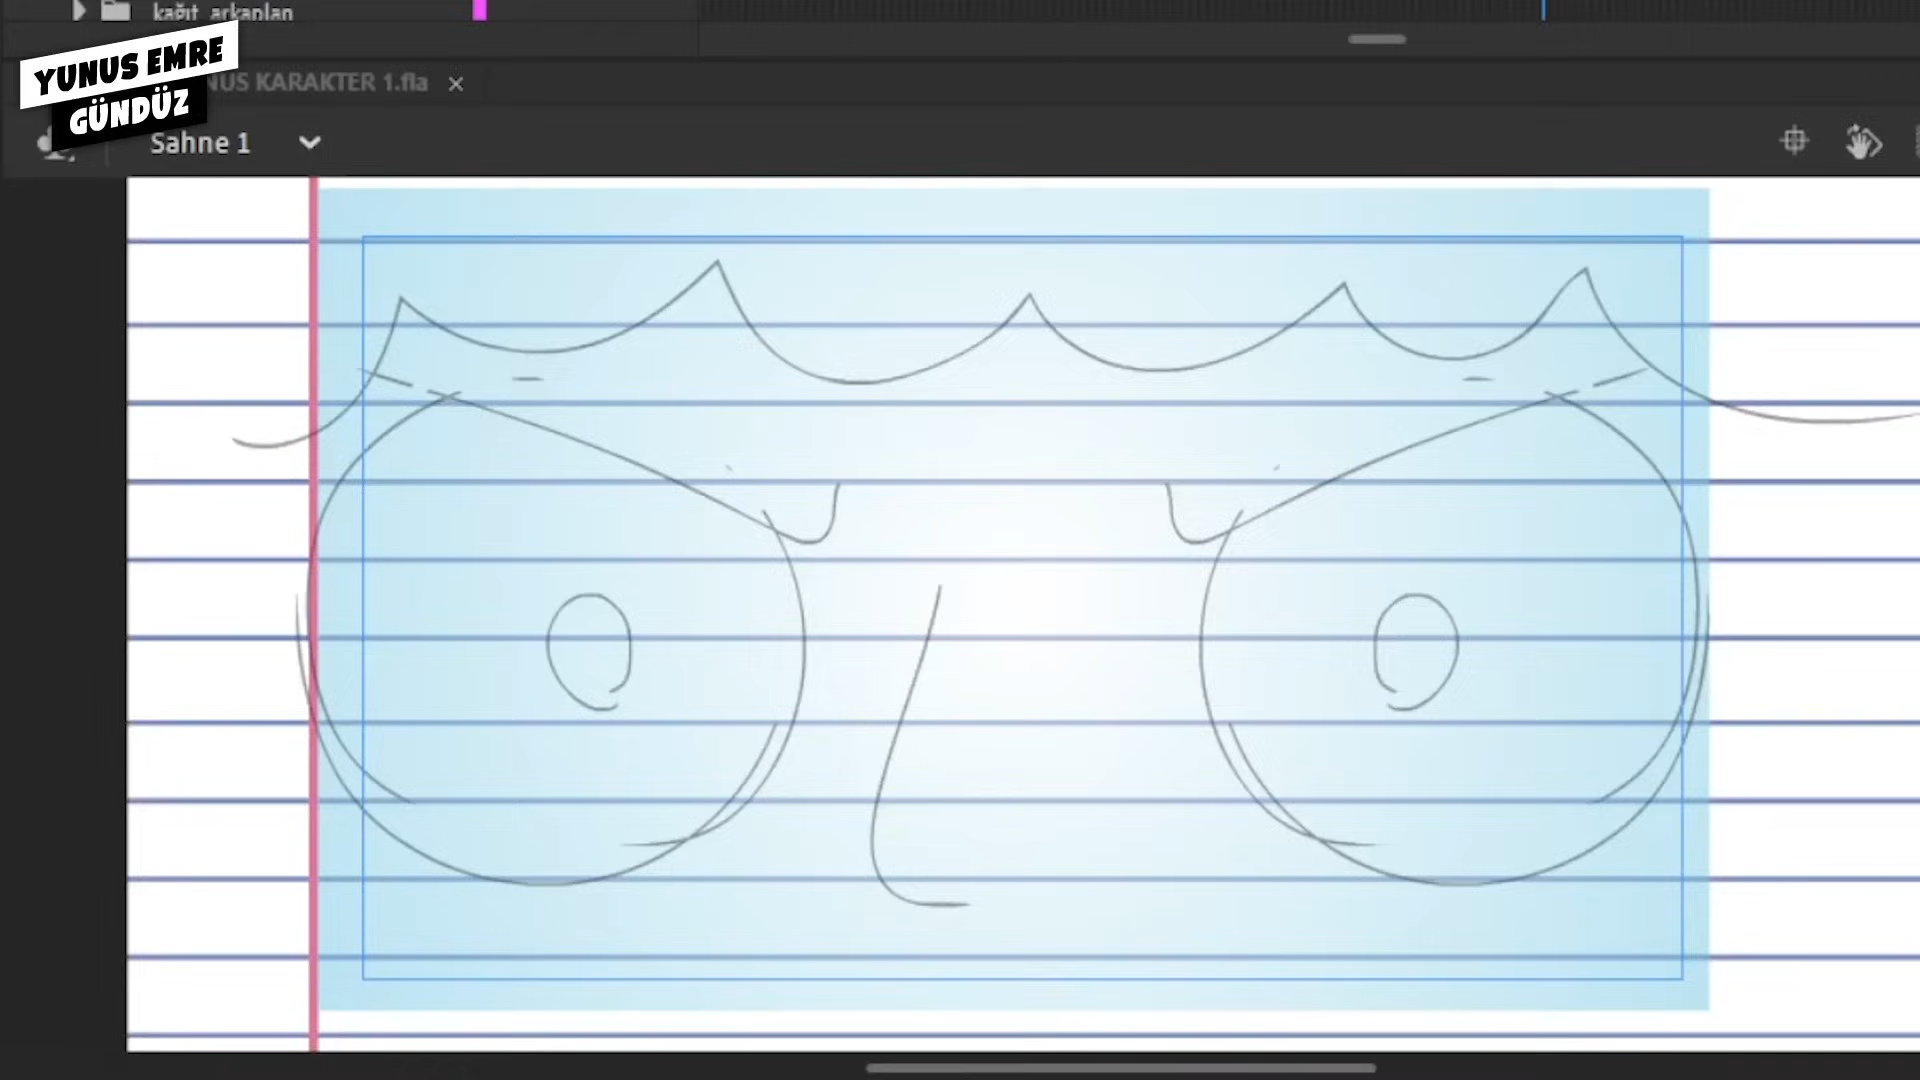 kağıt_arkaplan
YUNUS EMRE
GÜNDÜZ
NUS KARAKTER 1.fla
Sahne 1